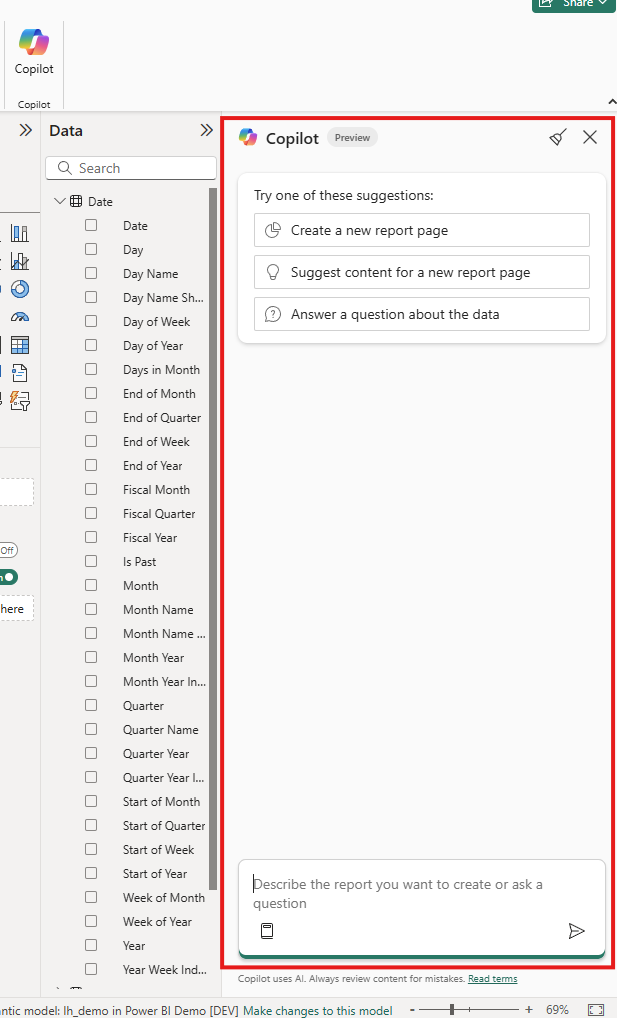 Share
Copilot
Copilot
Data
Search
Date
Date
Day
Day Name
Day Name Sh...
Day of Week
Day of Year
Days in Month
End of Month
End of Quarter
End of Week
End of Year
Fiscal Month
Fiscal Quarter
Fiscal Year
Is Past
Month
Month Name
Month Name ...
Month Year
Month Year In...
Quarter
Quarter Name
Quarter Year
Quarter Year I...
Start of Month
Start of Quarter
Start of Week
Start of Year
Week of Month
Week of Year
Year
Year Week Ind...
Off
here
Copilot Preview
Try one of these suggestions:
Create a new report page
Suggest content for a new report page
Answer a question about the data
Describe the report you want to create or ask a
question
Copilot uses AI. Always review content for mistakes. Read terms
ntic model: lh_demo in Power BI Demo [DEV] Make changes to this model - + 69%